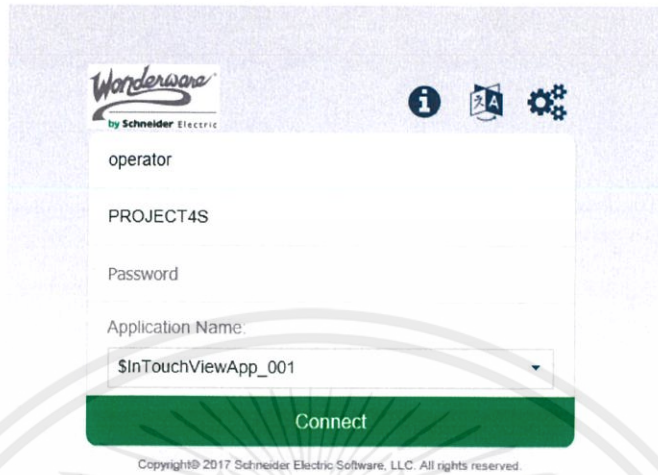 Wonderware
by Schneider Electric
operator
PROJECT4S
Password
Application Name:
$InTouchViewApp_001
Connect
Copyright© 2017 Schneider Electric Software, LLC. All rights reserved.